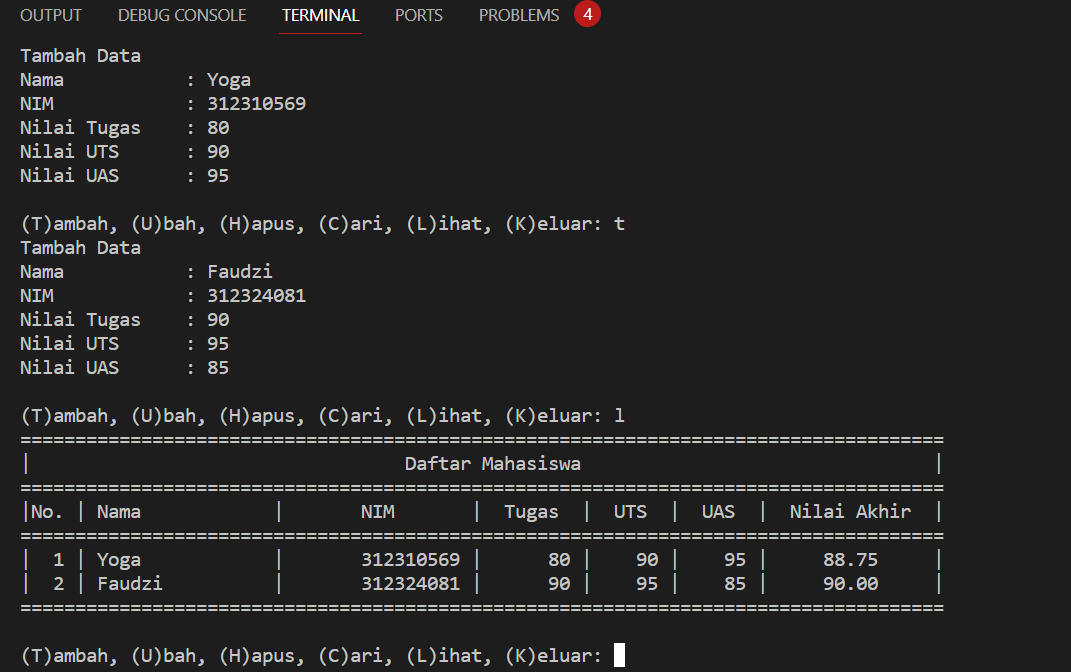 OUTPUT DEBUG CONSOLE TERMINAL PORTS PROBLEMS 4
Tambah Data
Nama : Yoga
NIM : 312310569
Nilai Tugas : 80
Nilai UTS : 90
Nilai UAS : 95
(T)ambah, (U)bah, (H)apus, (C)ari, (L)ihat, (K)eluar: t
Tambah Data
Nama : Faudzi
NIM : 312324081
Nilai Tugas : 90
Nilai UTS : 95
Nilai UAS : 85
(T)ambah, (U)bah, (H)apus, (C)ari, (L)ihat, (K)eluar: l
====================================================================================
| Daftar Mahasiswa |
====================================================================================
|No. | Nama | NIM | Tugas | UTS | UAS | Nilai Akhir |
====================================================================================
| 1 | Yoga | 312310569 | 80 | 90 | 95 | 88.75 |
| 2 | Faudzi | 312324081 | 90 | 95 | 85 | 90.00 |
====================================================================================
(T)ambah, (U)bah, (H)apus, (C)ari, (L)ihat, (K)eluar: